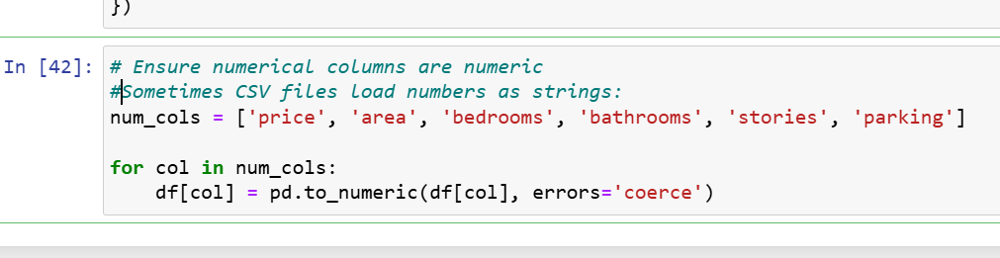 })
In [42]:
# Ensure numerical columns are numeric
#Sometimes CSV files load numbers as strings:
num_cols = ['price', 'area', 'bedrooms', 'bathrooms', 'stories', 'parking']
for col in num_cols:
    df[col] = pd.to_numeric(df[col], errors='coerce')